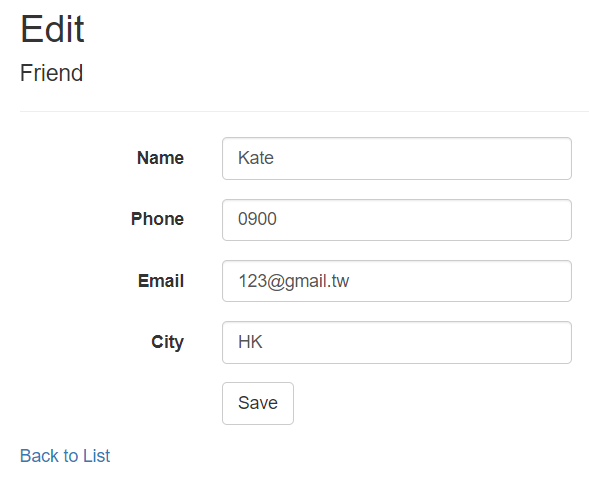 Edit
Friend
Name Kate
Phone 0900
Email 123@gmail.tw
City HK
Save
Back to List